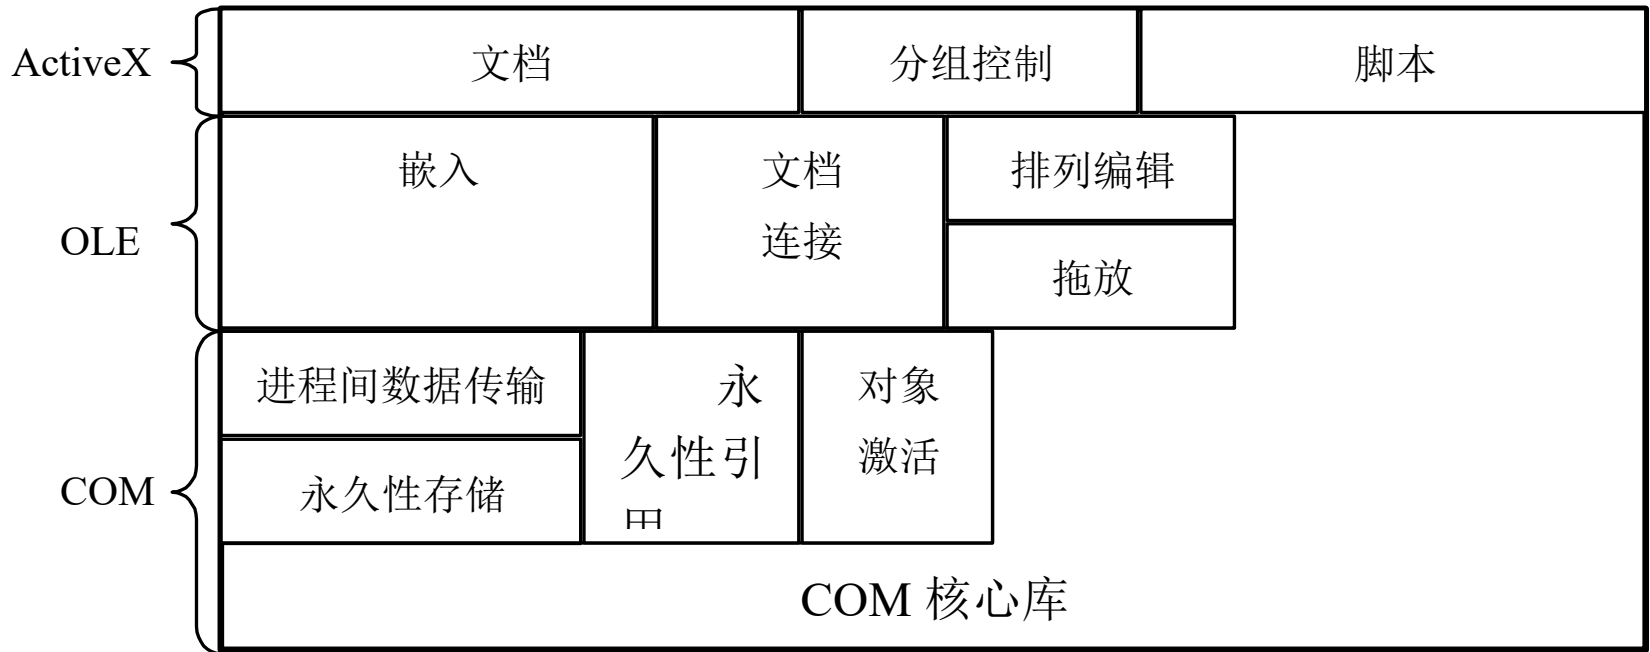 ActiveX
文档
分组控制
脚本
OLE
嵌入
文档
连接
排列编辑
拖放
COM
进程间数据传输
永久性存储
永
久性引
对象
激活
COM 核心库